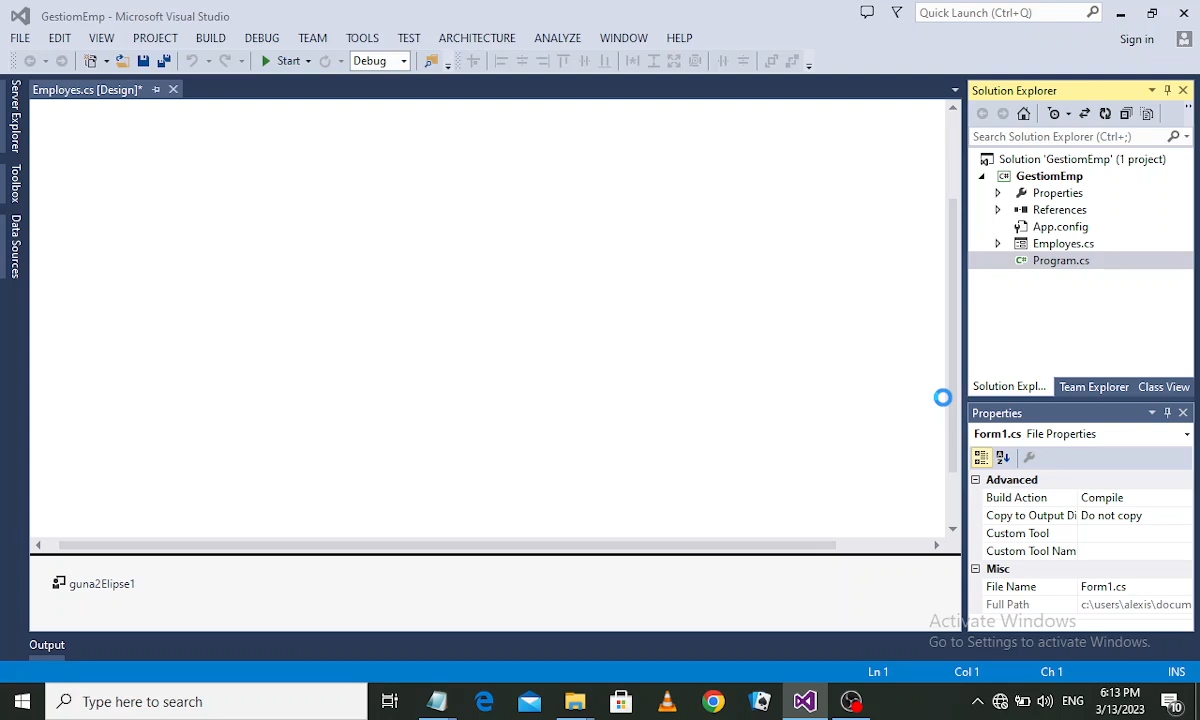 GestiomEmp - Microsoft Visual Studio
Quick Launch (Ctrl+Q)
FILE EDIT VIEW PROJECT BUILD DEBUG TEAM TOOLS TEST ARCHITECTURE ANALYZE WINDOW HELP
Sign in
Start
Debug
Server Explorer
Toolbox
Data Sources
Employes.cs [Design]*
Solution Explorer
Search Solution Explorer (Ctrl+;)
Solution 'GestiomEmp' (1 project)
GestiomEmp
Properties
References
App.config
Employes.cs
Program.cs
Solution Expl... Team Explorer Class View
Properties
Form1.cs File Properties
Advanced
Build Action Compile
Copy to Output Di Do not copy
Custom Tool
Custom Tool Nam
Misc
File Name Form1.cs
Full Path c:\users\alexis\docum
guna2Elipse1
Activate Windows
Go to Settings to activate Windows.
Output
Ln 1 Col 1 Ch 1 INS
Type here to search
ENG
6:13 PM
3/13/2023
10